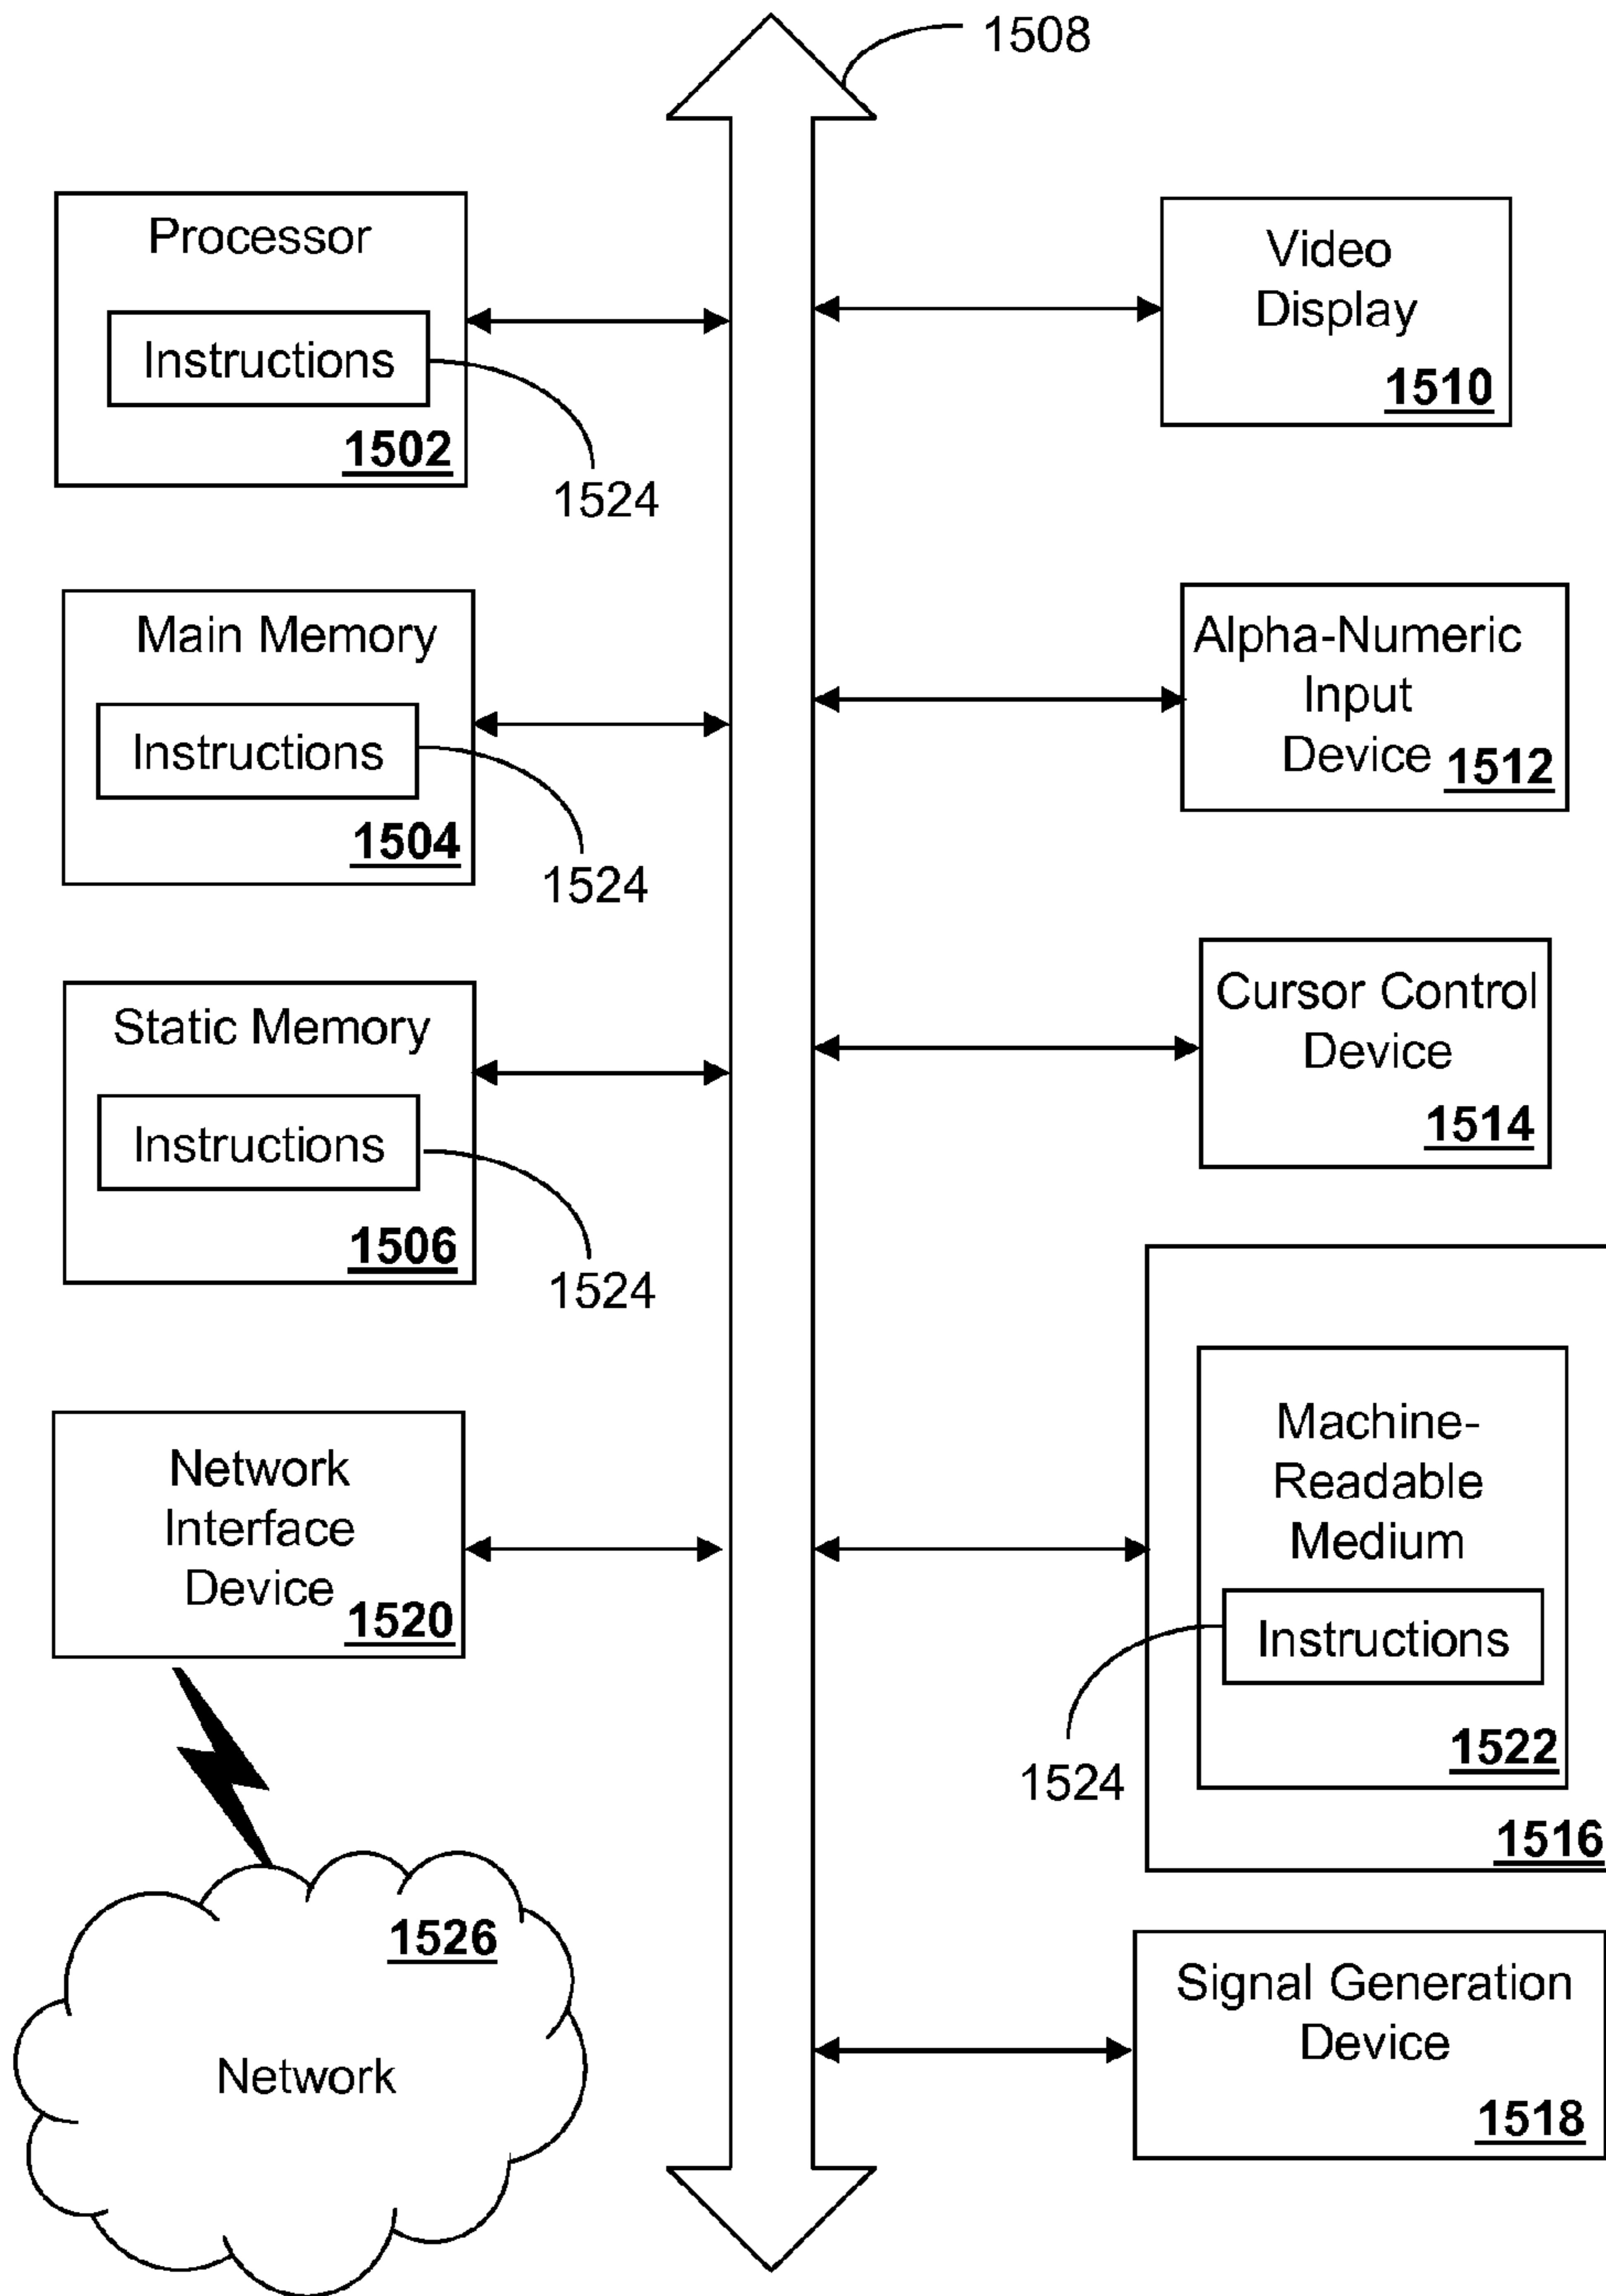 1508
Processor
Instructions
1502
1524
Main Memory
Instructions
1504
1524
Static Memory
Instructions
1506
1524
Network
Interface
Device
1520
1526
Network
Video
Display
1510
Alpha-Numeric
Input
Device
1512
Cursor Control
Device
1514
Machine-
Readable
Medium
Instructions
1522
1524
1516
Signal Generation
Device
1518